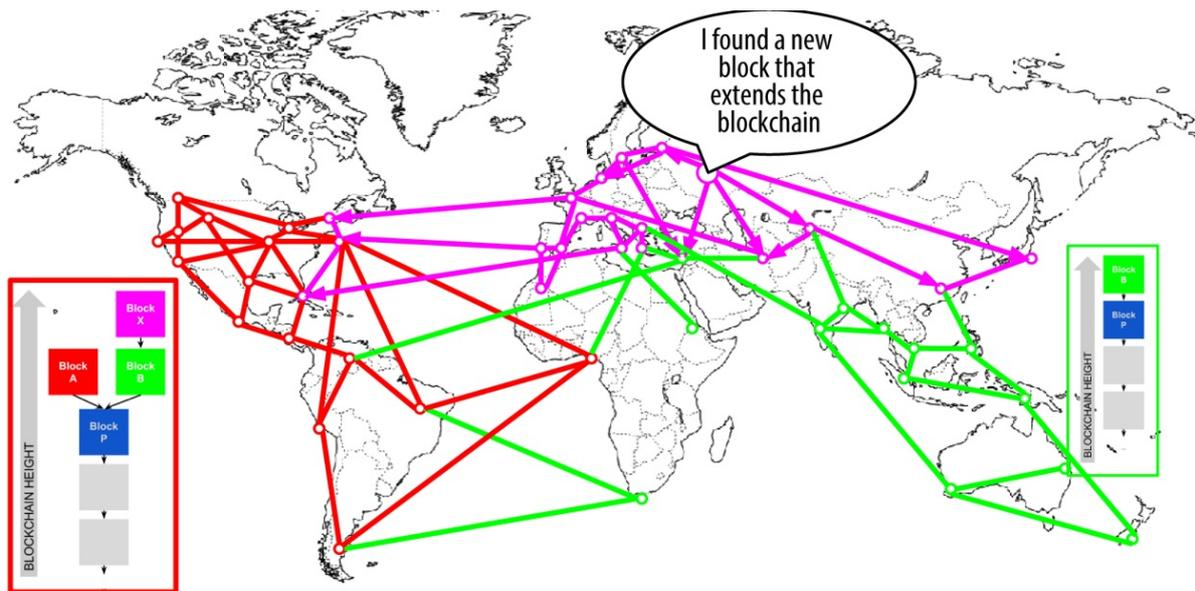 I found a new
block that
extends the
blockchain
BLOCKCHAIN HEIGHT
Block
X
Block
A
Block
B
Block
P
BLOCKCHAIN HEIGHT
Block
B
Block
P